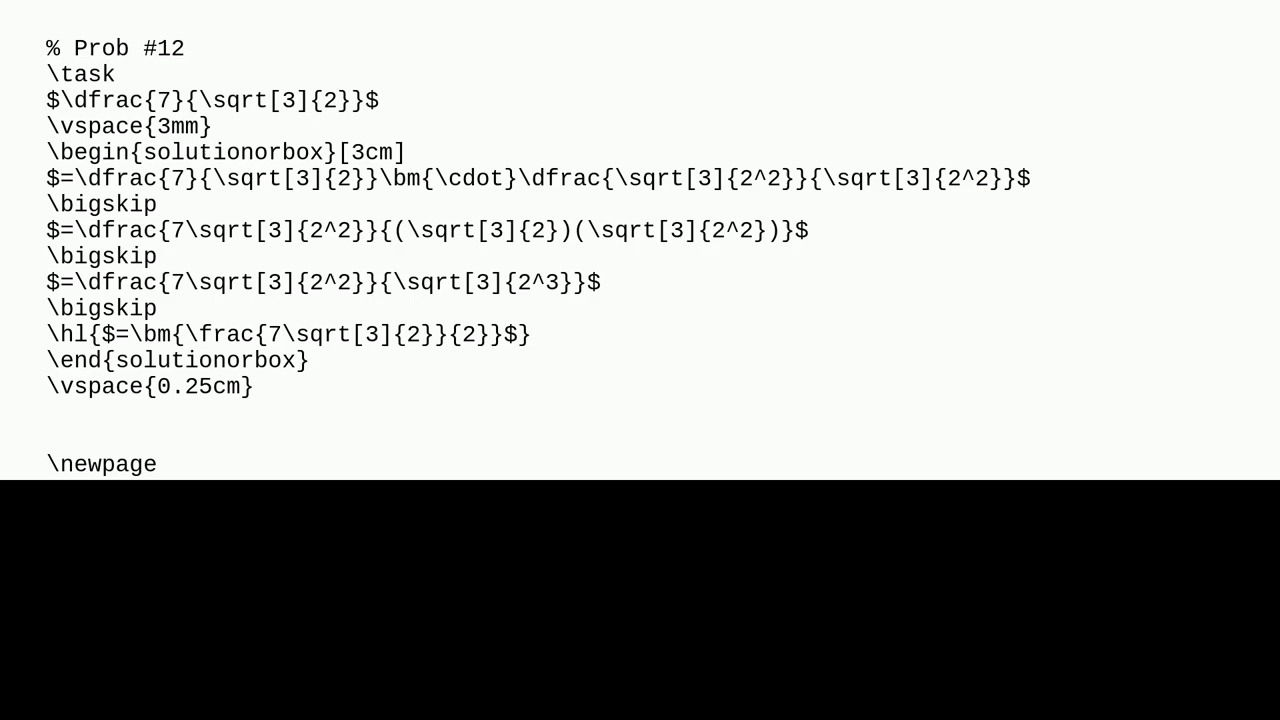 % Prob #12
\task
$\dfrac{7}{\sqrt[3]{2}}$
\vspace{3mm}
\begin{solutionorbox}[3cm]
$=\dfrac{7}{\sqrt[3]{2}}\bm{\cdot}\dfrac{\sqrt[3]{2^2}}{\sqrt[3]{2^2}}$
\bigskip
$=\dfrac{7\sqrt[3]{2^2}}{(\sqrt[3]{2})(\sqrt[3]{2^2})}$
\bigskip
$=\dfrac{7\sqrt[3]{2^2}}{\sqrt[3]{2^3}}$
\bigskip
\hl{$=\bm{\frac{7\sqrt[3]{2}}{2}}$}
\end{solutionorbox}
\vspace{0.25cm}
\newpage